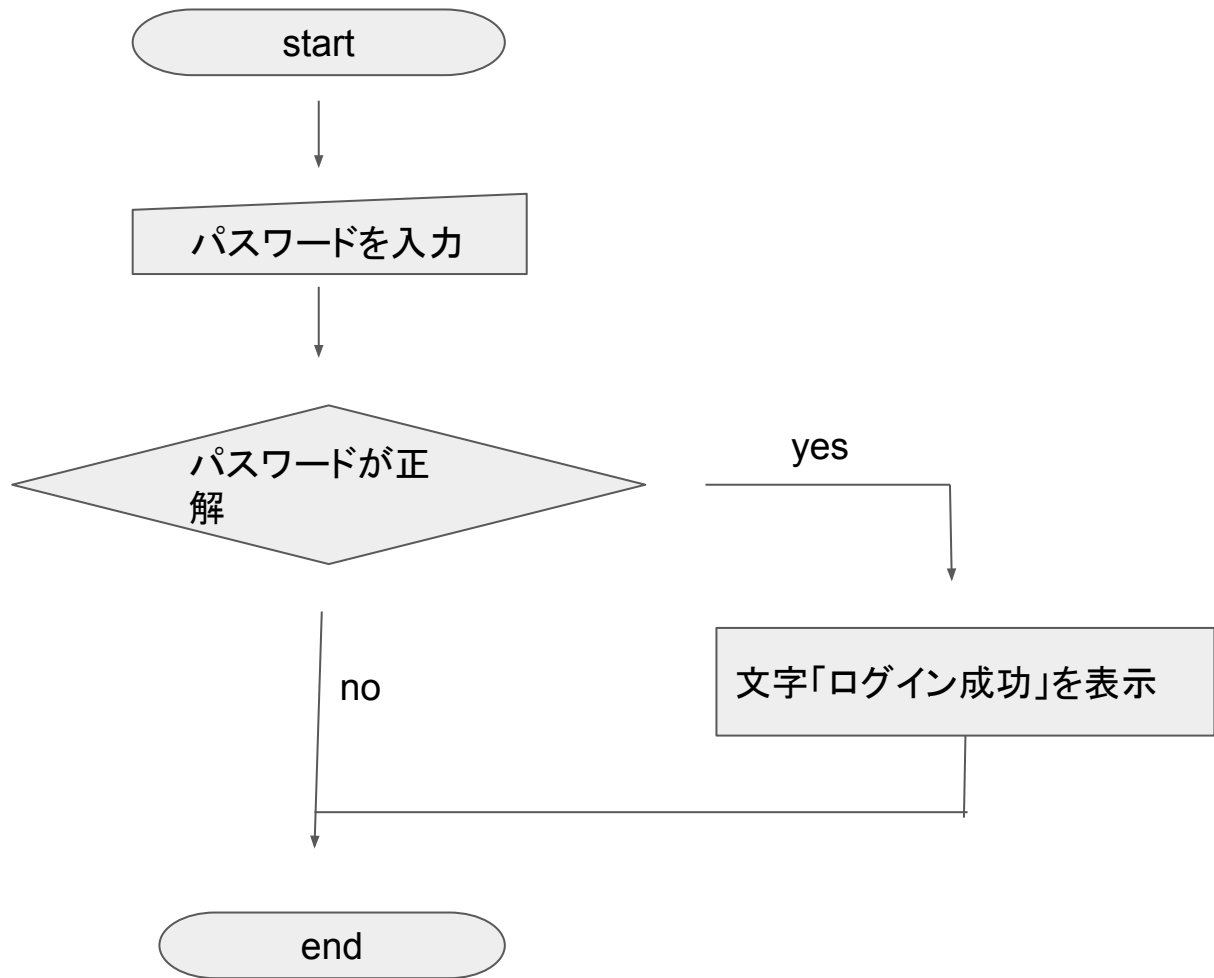 start
パスワードを入力
パスワードが正
解
yes
no
文字「ログイン成功」を表示
end